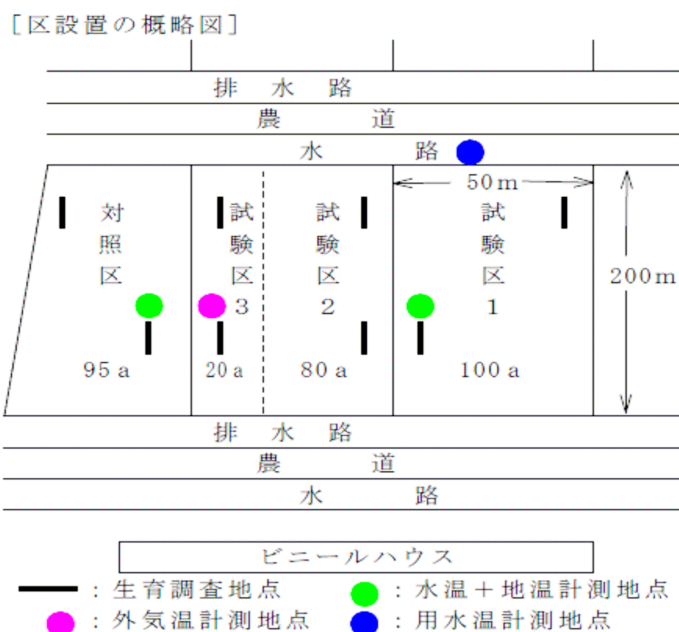 ［区設置の概略図］
排水路
農道
水路
50m
対照区
試験区3
試験区2
試験区1
200m
95a
20a
80a
100a
排水路
農道
水路
ビニールハウス
：生育調査地点
：水温＋地温計測地点
：外気温計測地点
：用水温計測地点